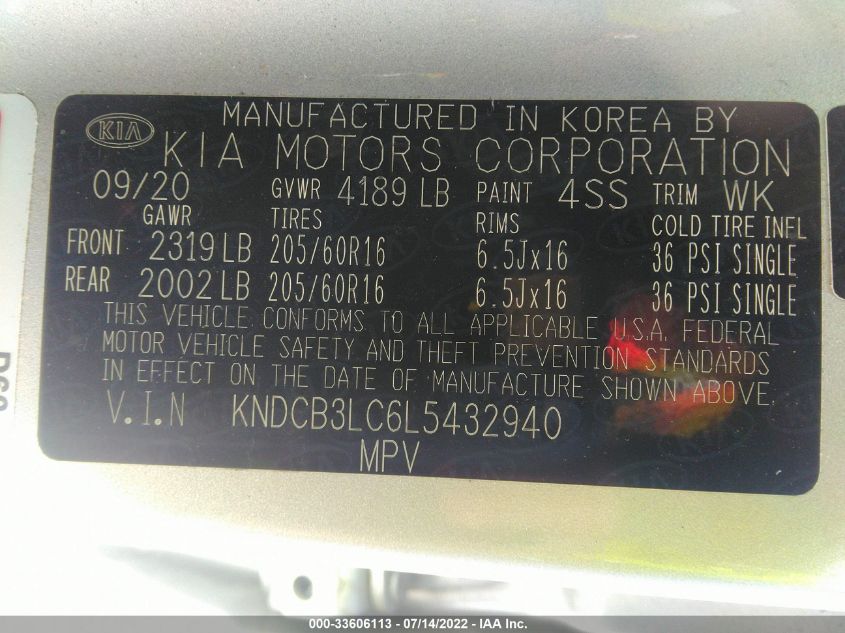 MANUFACTURED IN KOREA BY
KIA KIA MOTORS CORPORATION
09/20 GVWR 4189 LB PAINT 4SS TRIM WK
GAWR TIRES RIMS COLD TIRE INFL
FRONT 2319 LB 205/60R16 6.5Jx16 36 PSI SINGLE
REAR 2002 LB 205/60R16 6.5Jx16 36 PSI SINGLE
THIS VEHICLE CONFORMS TO ALL APPLICABLE U.S.A. FEDERAL
MOTOR VEHICLE SAFETY AND THEFT PREVENTION STANDARDS
IN EFFECT ON THE DATE OF MANUFACTURE SHOWN ABOVE.
V.I.N KNDCB3LC6L5432940
MPV
000-33606113 - 07/14/2022 - IAA Inc.